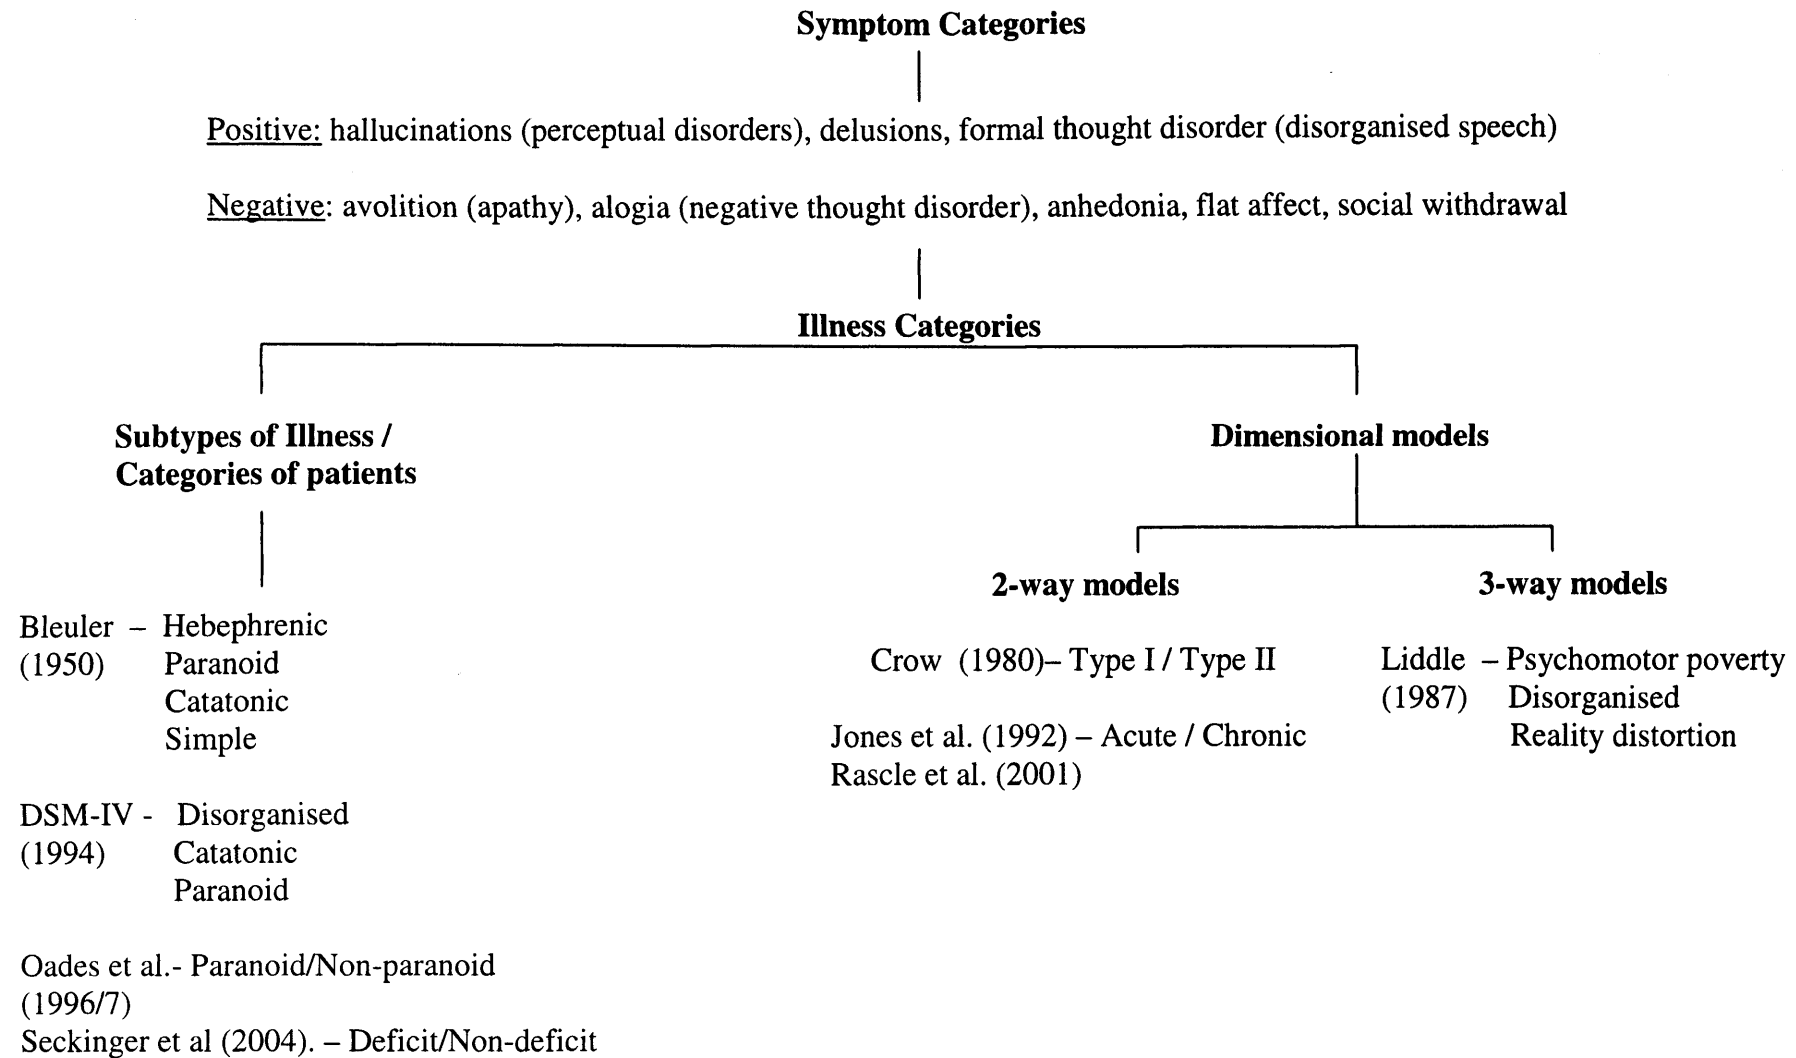 Symptom Categories
Positive: hallucinations (perceptual disorders), delusions, formal thought disorder (disorganised speech)
Negative: avolition (apathy), alogia (negative thought disorder), anhedonia, flat affect, social withdrawal
Illness Categories
Subtypes of Illness /
Categories of patients
Bleuler – Hebephrenic
(1950) Paranoid
Catatonic
Simple
DSM-IV - Disorganised
(1994) Catatonic
Paranoid
Oades et al.- Paranoid/Non-paranoid
(1996/7)
Seckinger et al (2004). – Deficit/Non-deficit
Dimensional models
2-way models
Crow (1980)– Type I / Type II
Jones et al. (1992) – Acute / Chronic
Rascle et al. (2001)
3-way models
Liddle – Psychomotor poverty
(1987) Disorganised
Reality distortion